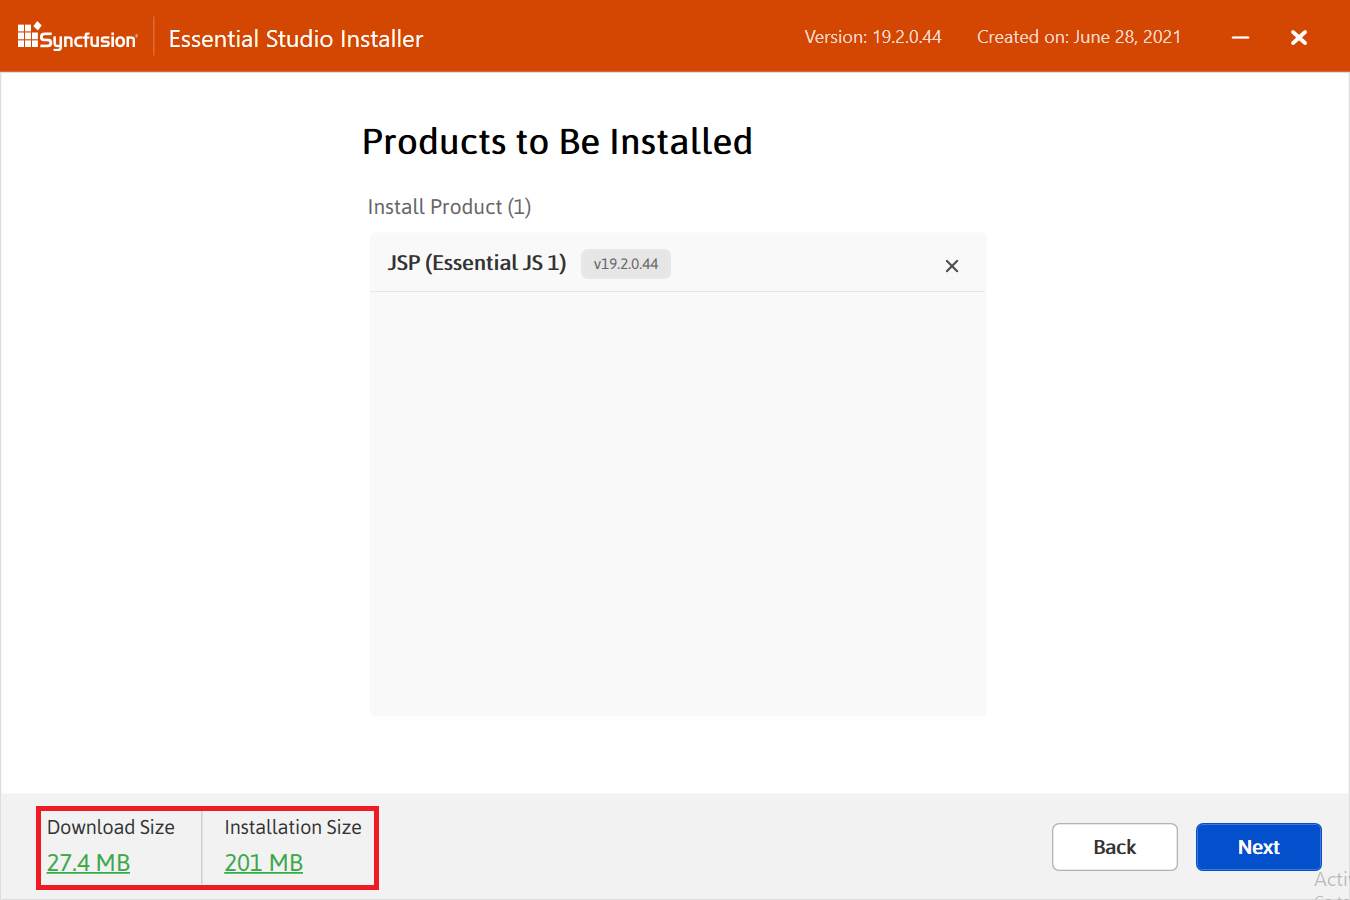 Syncfusion
Essential Studio Installer
Version: 19.2.0.44
Created on: June 28, 2021
Products to Be Installed
Install Product (1)
JSP (Essential JS 1) v19.2.0.44
Download Size
27.4 MB
Installation Size
201 MB
Back
Next
Acti